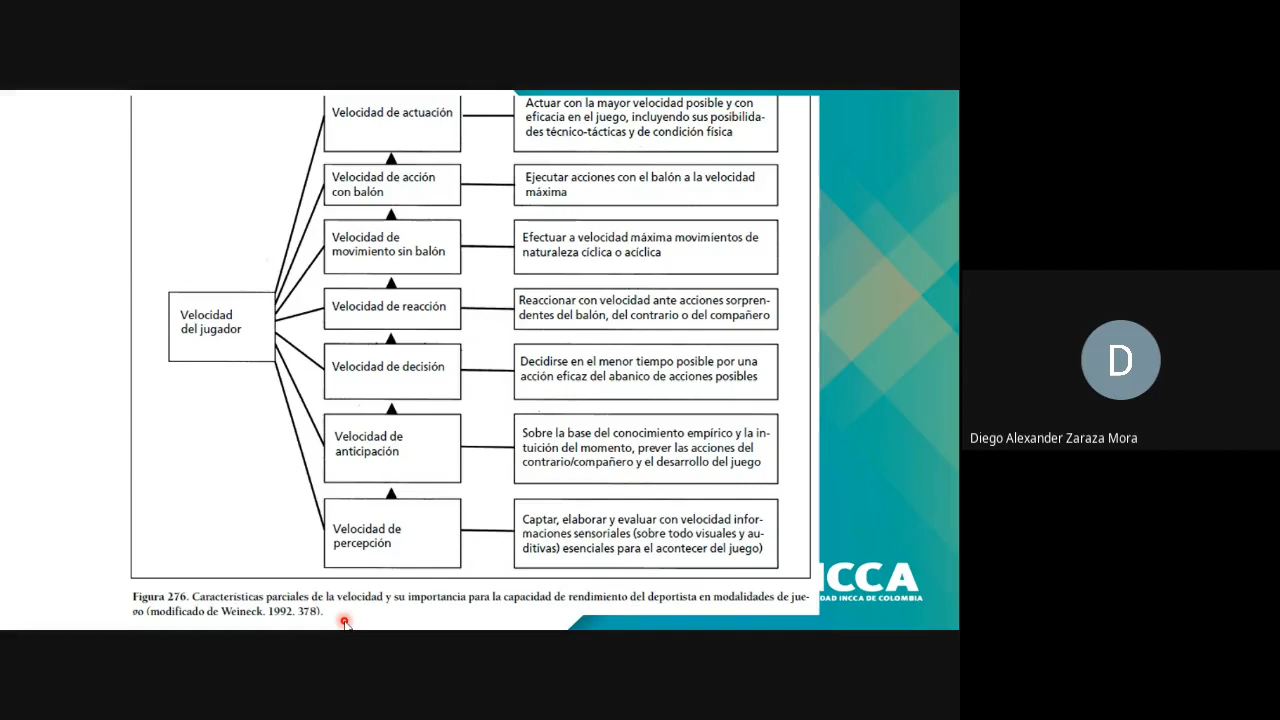 Velocidad de actuación
Actuar con la mayor velocidad posible y con
eficacia en el juego, incluyendo sus posibilida-
des técnico-tácticas y de condición física
Velocidad de acción
con balón
Ejecutar acciones con el balón a la velocidad
máxima
Velocidad de
movimiento sin balón
Efectuar a velocidad máxima movimientos de
naturaleza cíclica o acíclica
Velocidad
del jugador
Velocidad de reacción
Reaccionar con velocidad ante acciones sorpren-
dentes del balón, del contrario o del compañero
Velocidad de decisión
Decidirse en el menor tiempo posible por una
acción eficaz del abanico de acciones posibles
Velocidad de
anticipación
Sobre la base del conocimiento empírico y la in-
tuición del momento, prever las acciones del
contrario/compañero y el desarrollo del juego
Velocidad de
percepción
Captar, elaborar y evaluar con velocidad infor-
maciones sensoriales (sobre todo visuales y au-
ditivas) esenciales para el acontecer del juego)
Figura 276. Características parciales de la velocidad y su importancia para la capacidad de rendimiento del deportista en modalidades de jue-
go (modificado de Weineck, 1992, 378).
CCA
DAD INCCA DE COLOMBIA
D
Diego Alexander Zaraza Mora